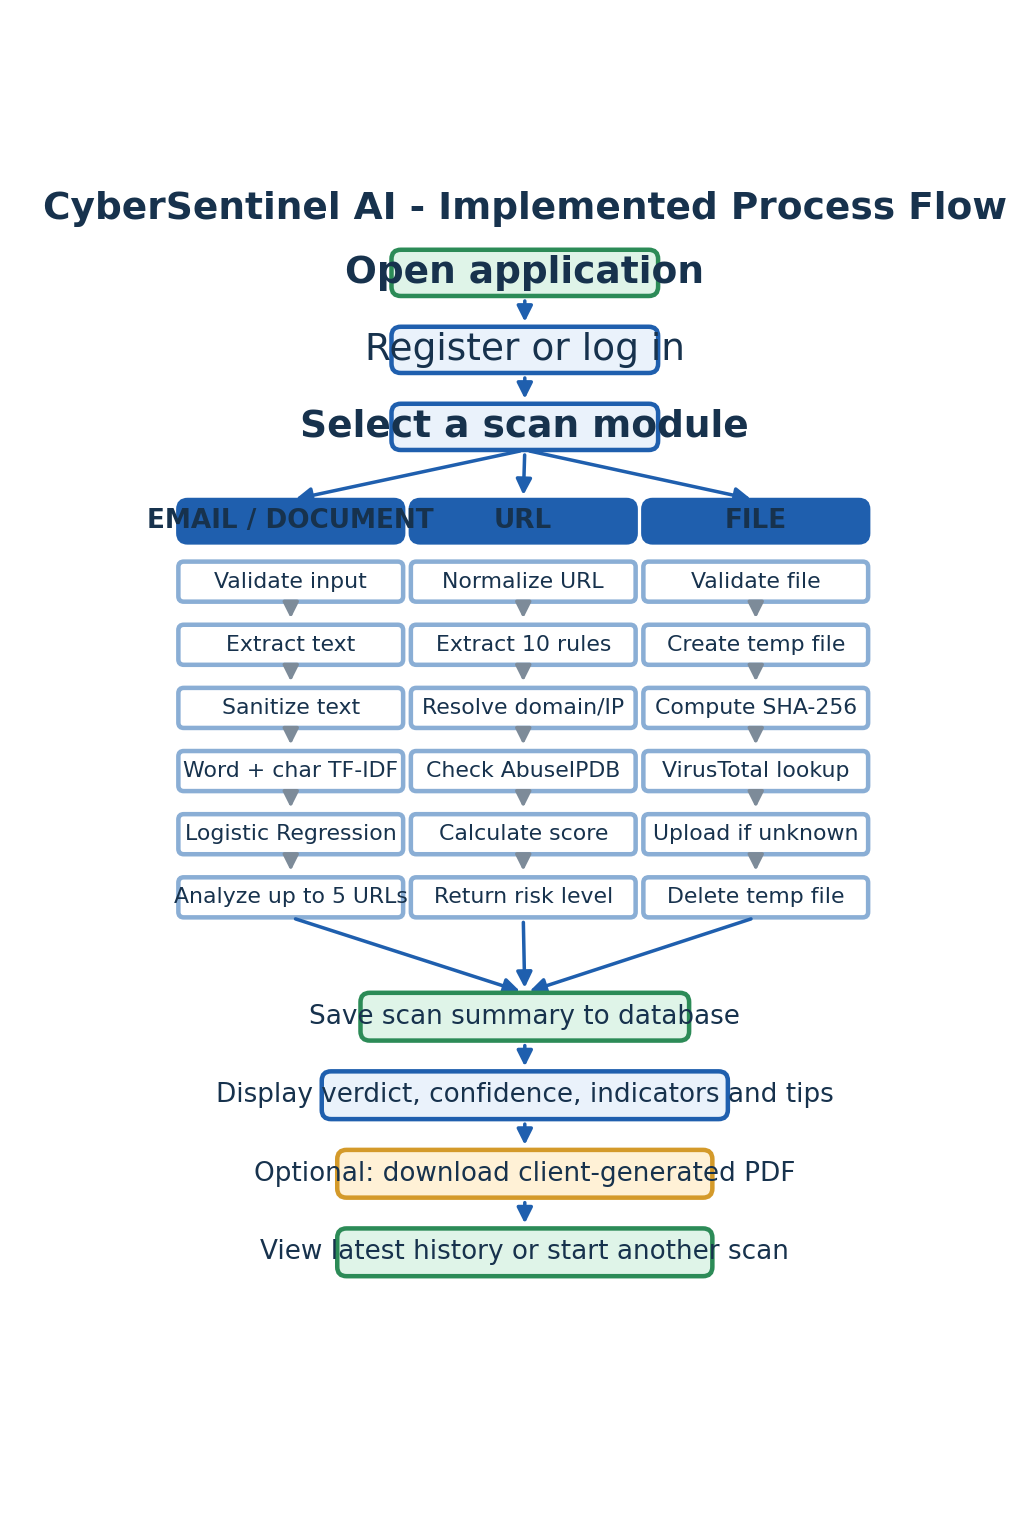 CyberSentinel AI - Implemented Process Flow
Open application
Register or log in
Select a scan module
EMAIL / DOCUMENT
URL
FILE
Validate input
Normalize URL
Validate file
Extract text
Extract 10 rules
Create temp file
Sanitize text
Resolve domain/IP
Compute SHA-256
Word + char TF-IDF
Check AbuseIPDB
VirusTotal lookup
Logistic Regression
Calculate score
Upload if unknown
Analyze up to 5 URLs
Return risk level
Delete temp file
Save scan summary to database
Display verdict, confidence, indicators and tips
Optional: download client-generated PDF
View latest history or start another scan